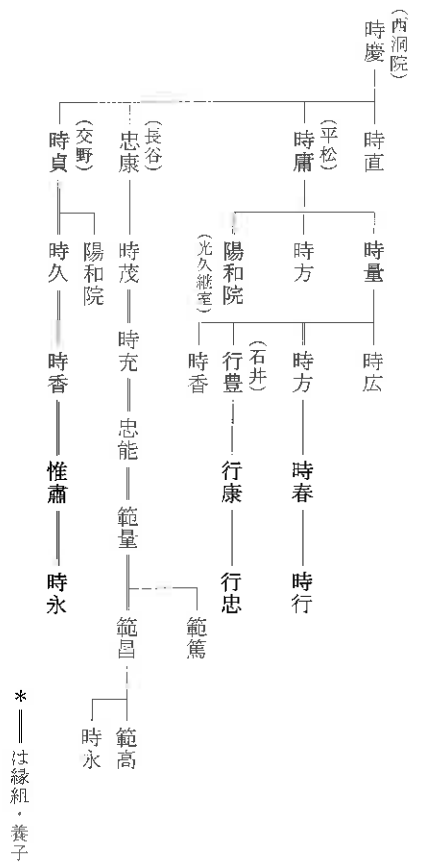 (西洞院)
時慶
時直
(平松)
時庸
(長谷)
忠康
(交野)
時貞
時量
時方
陽和院
(光久継室)
時茂
陽和院
時久
時広
時方
(石井)
行豊
時香
時充
時香
時春
行康
忠能
惟肅
時行
行忠
範量
時永
範篤
範昌
範高
時永
*＝は縁組・養子